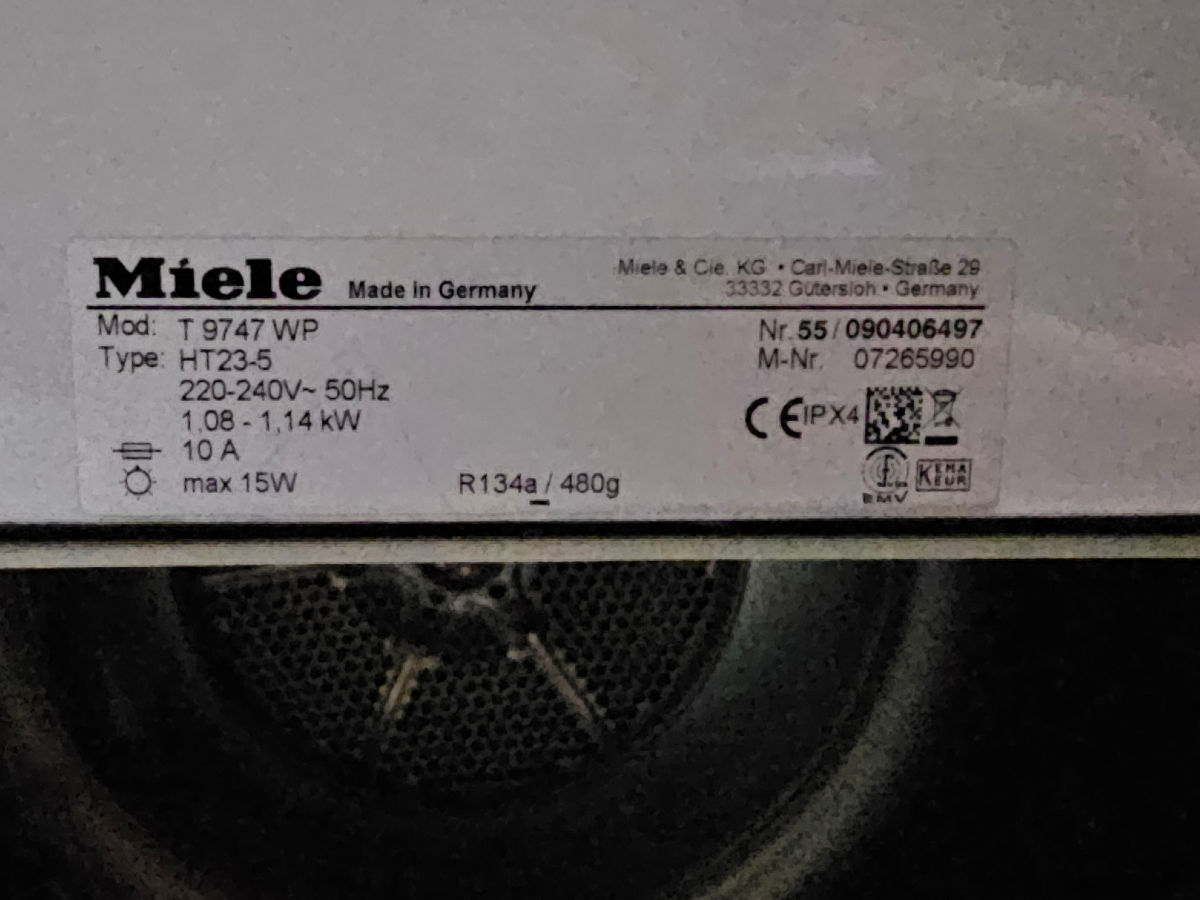 Miele Made in Germany
Miele & Cie. KG • Carl-Miele-Straße 29
33332 Gütersloh • Germany
Mod: T 9747 WP
Nr. 55 / 090406497
Type: HT23-5
M-Nr. 07265990
220-240V~ 50Hz
1,08 - 1,14 kW
CE IPX4
10 A
max 15W
R134a / 480g
EMV
KEMA
KEUR